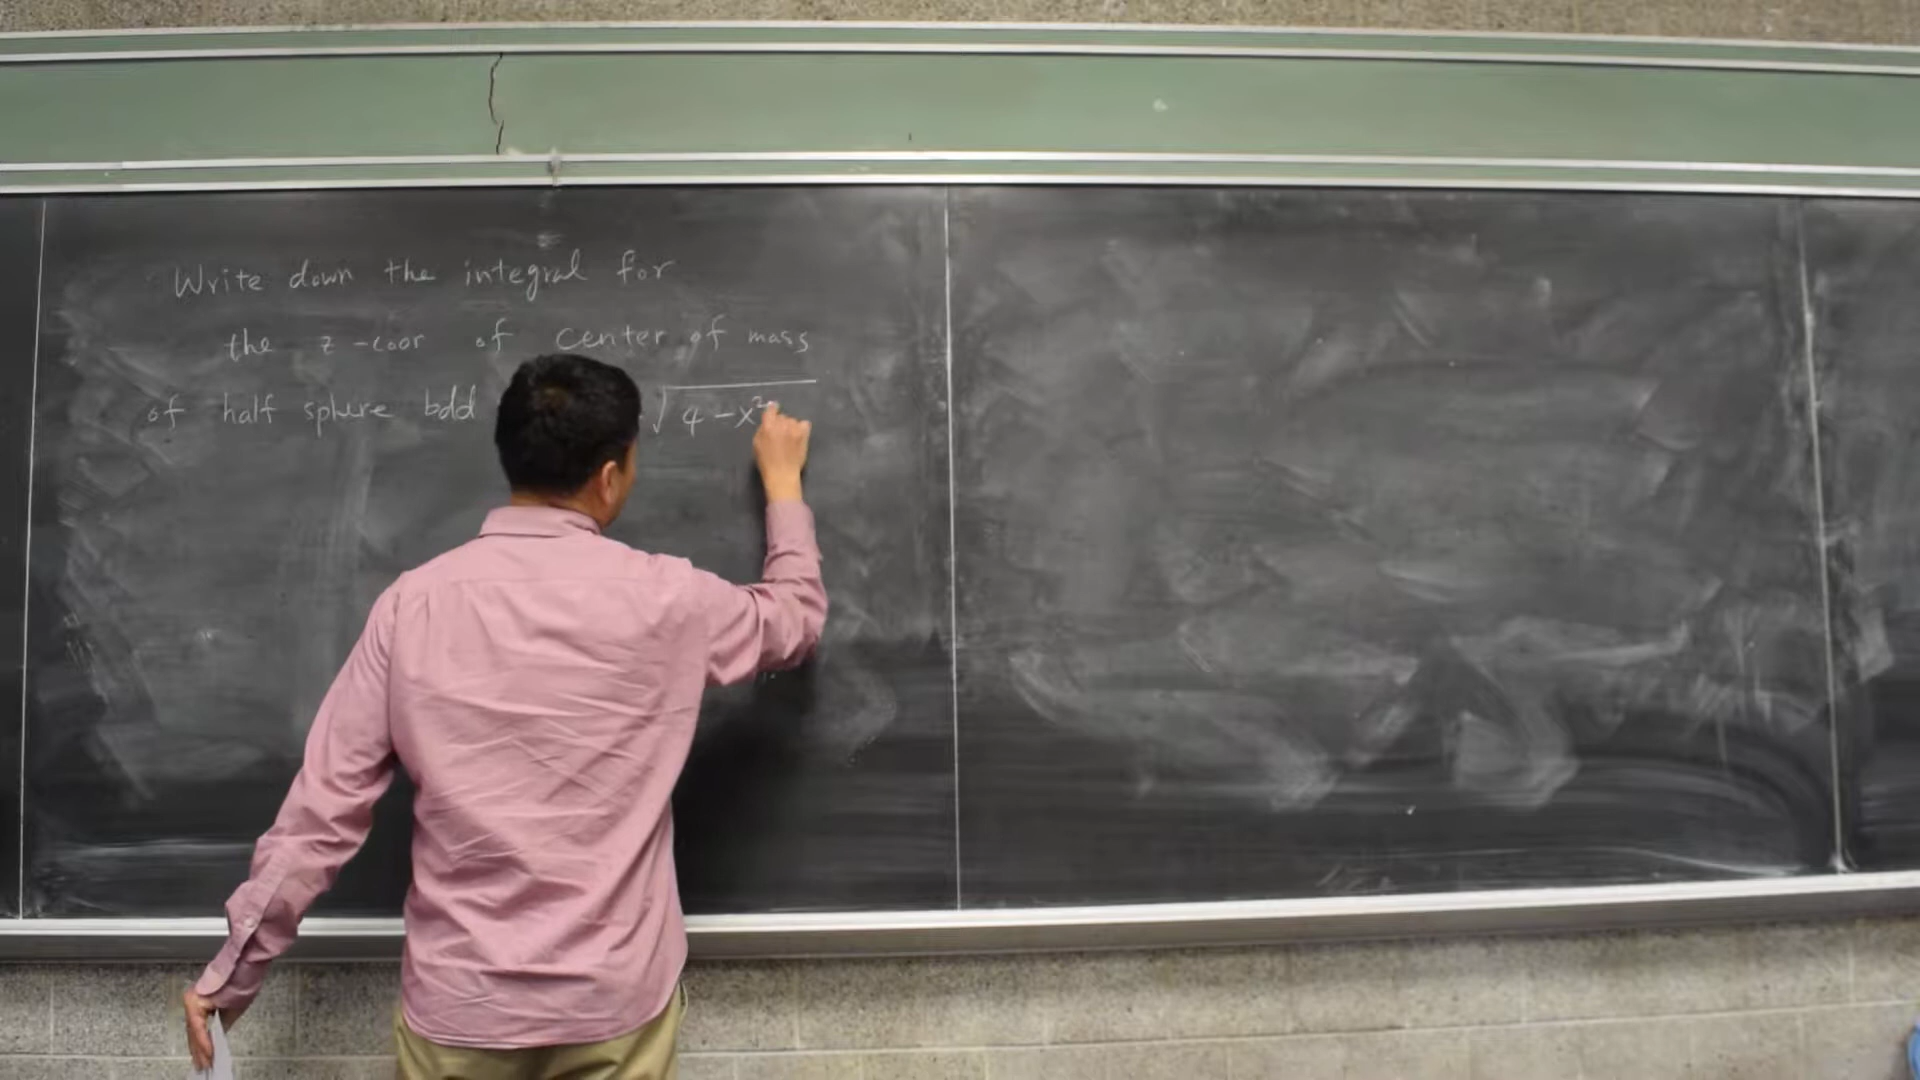 Write down the integral for
the z-coor of center of mass
of half sphere bdd √4-x²